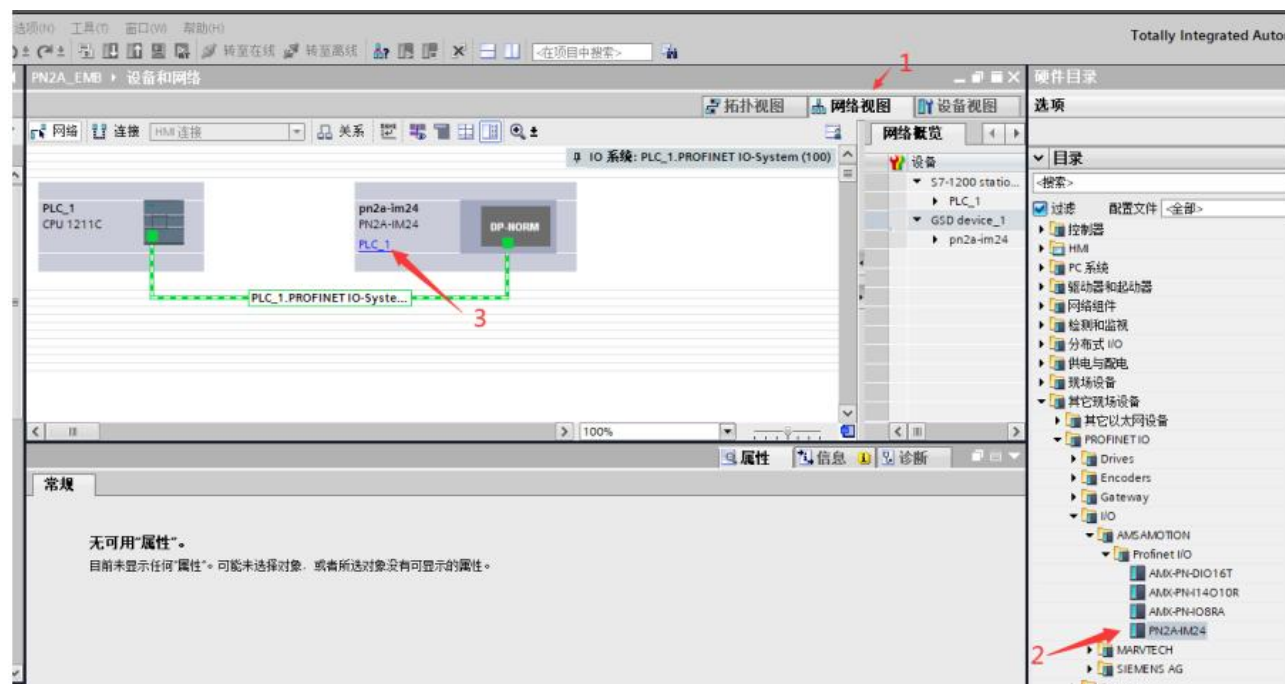 选项(N) 工具(T) 窗口(W) 帮助(H)
转至在线 转至离线 <在项目中搜索>
Totally Integrated Auto
PN2A_EMB 设备和网络
硬件目录
1
拓扑视图 网络视图 设备视图
选项
网络 连接 HMI 连接 关系
网络概览
IO 系统: PLC_1.PROFINET IO-System (100)
设备
S7-1200 statio...
PLC_1
GSD device_1
pn2a-im24
PLC_1
CPU 1211C
pn2a-im24
PN2A-IM24
PLC_1
DP-NORM
PLC_1.PROFINET IO-Syste...
3
100%
属性 信息 诊断
常规
无可用“属性”。
目前未显示任何“属性”。可能未选择对象，或者所选对象没有可显示的属性。
目录
<搜索>
过滤 配置文件 <全部>
控制器
HMI
PC 系统
驱动器和起动器
网络组件
检测和监视
分布式 I/O
供电与配电
现场设备
其它现场设备
其它以太网设备
PROFINET IO
Drives
Encoders
Gateway
I/O
AMSAMOTION
Profinet I/O
AMX-PN-DIO16T
AMX-PN-I14O10R
AMX-PN-IO8RA
PN2A-IM24
2
MARVTECH
SIEMENS AG